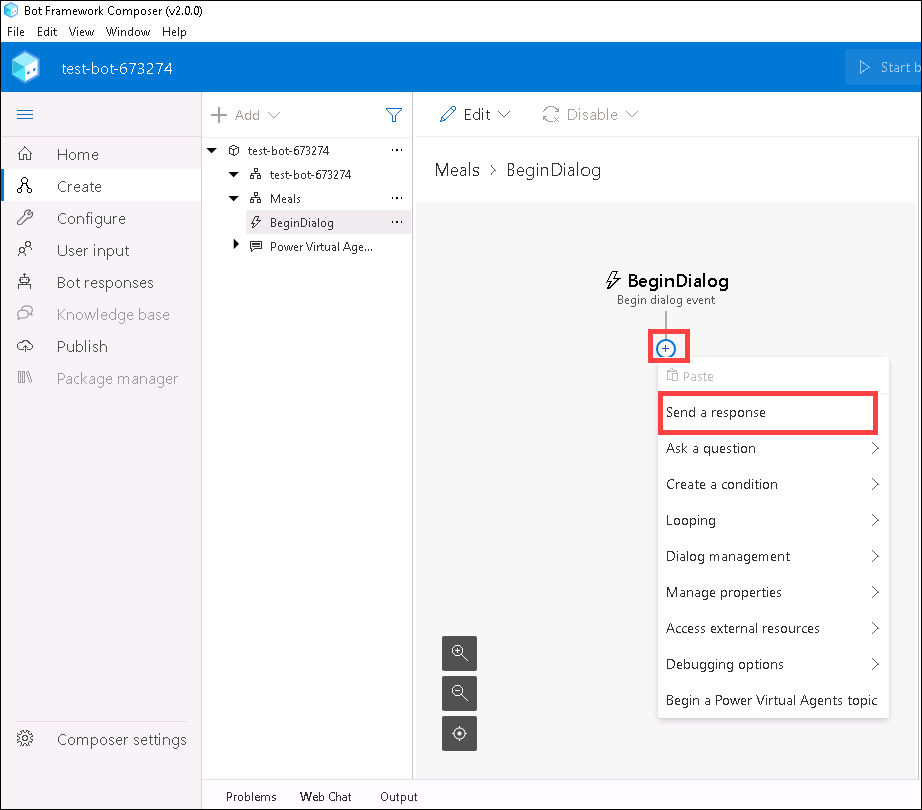 Bot Framework Composer (v2.0.0)
File Edit View Window Help
test-bot-673274
Start b
Add
Edit
Disable
Home
Create
Configure
User input
Bot responses
Knowledge base
Publish
Package manager
Composer settings
test-bot-673274 ...
test-bot-673274
Meals ...
BeginDialog ...
Power Virtual Age...
Meals > BeginDialog
BeginDialog
Begin dialog event
Paste
Send a response
Ask a question
Create a condition
Looping
Dialog management
Manage properties
Access external resources
Debugging options
Begin a Power Virtual Agents topic
Problems Web Chat Output